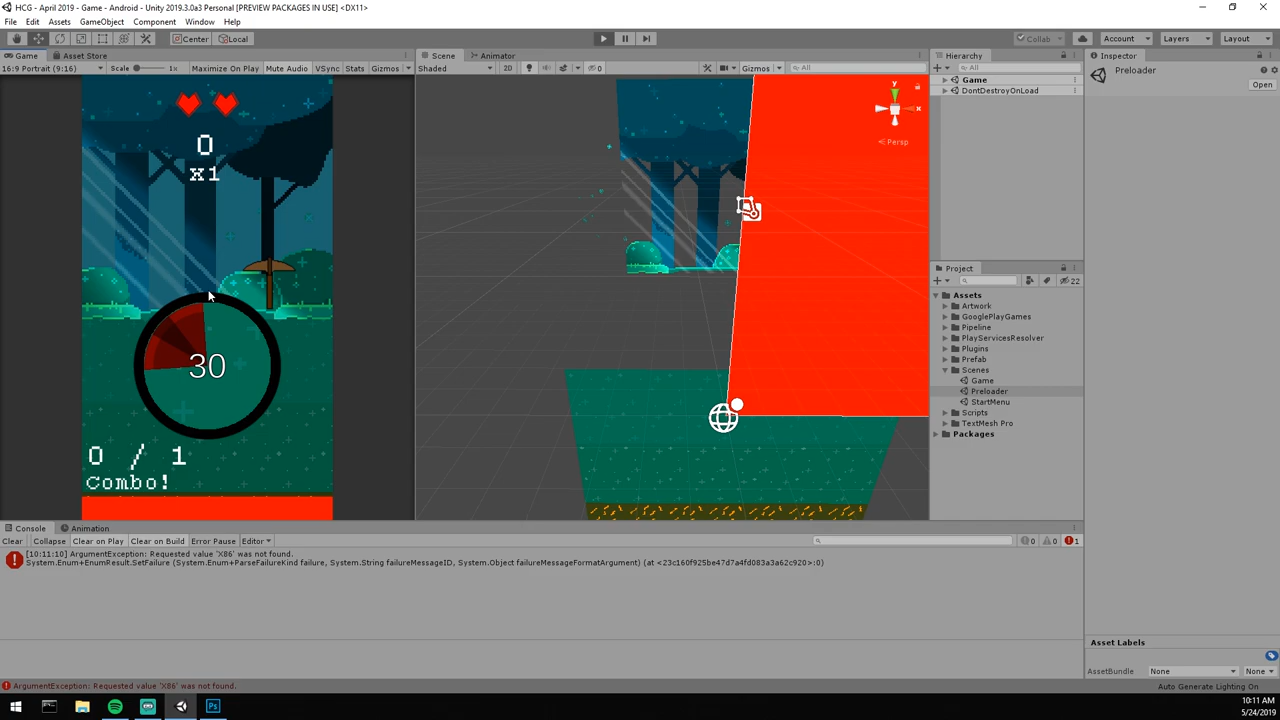 HCG - April 2019 - Game - Android - Unity 2019.3.0a3 Personal [PREVIEW PACKAGES IN USE] <DX11>
File Edit Assets GameObject Component Window Help
Center Local
Collab Account Layers Layout
Game Asset Store
16:9 Portrait (9:16) Scale 1x Maximize On Play Mute Audio VSync Stats Gizmos
0
x1
30
0 / 1
Combo!
Scene Animator
Shaded 2D 0 Gizmos All
y
x
Persp
Hierarchy
All
Game
DontDestroyOnLoad
Project
22
Assets
Artwork
GooglePlayGames
Pipeline
PlayServicesResolver
Plugins
Prefab
Scenes
Game
Preloader
StartMenu
Scripts
TextMesh Pro
Packages
Inspector
Preloader
Open
Asset Labels
AssetBundle None None
Auto Generate Lighting On
Console Animation
Clear Collapse Clear on Play Clear on Build Error Pause Editor 0 0 1
[10:11:10] ArgumentException: Requested value 'X86' was not found.
System.Enum+EnumResult.SetFailure (System.Enum+ParseFailureKind failure, System.String failureMessageID, System.Object failureMessageFormatArgument) (at <23c160f925be47d7a4fd083a3a62c920>:0)
ArgumentException: Requested value 'X86' was not found.
Ps
10:11 AM
5/24/2019